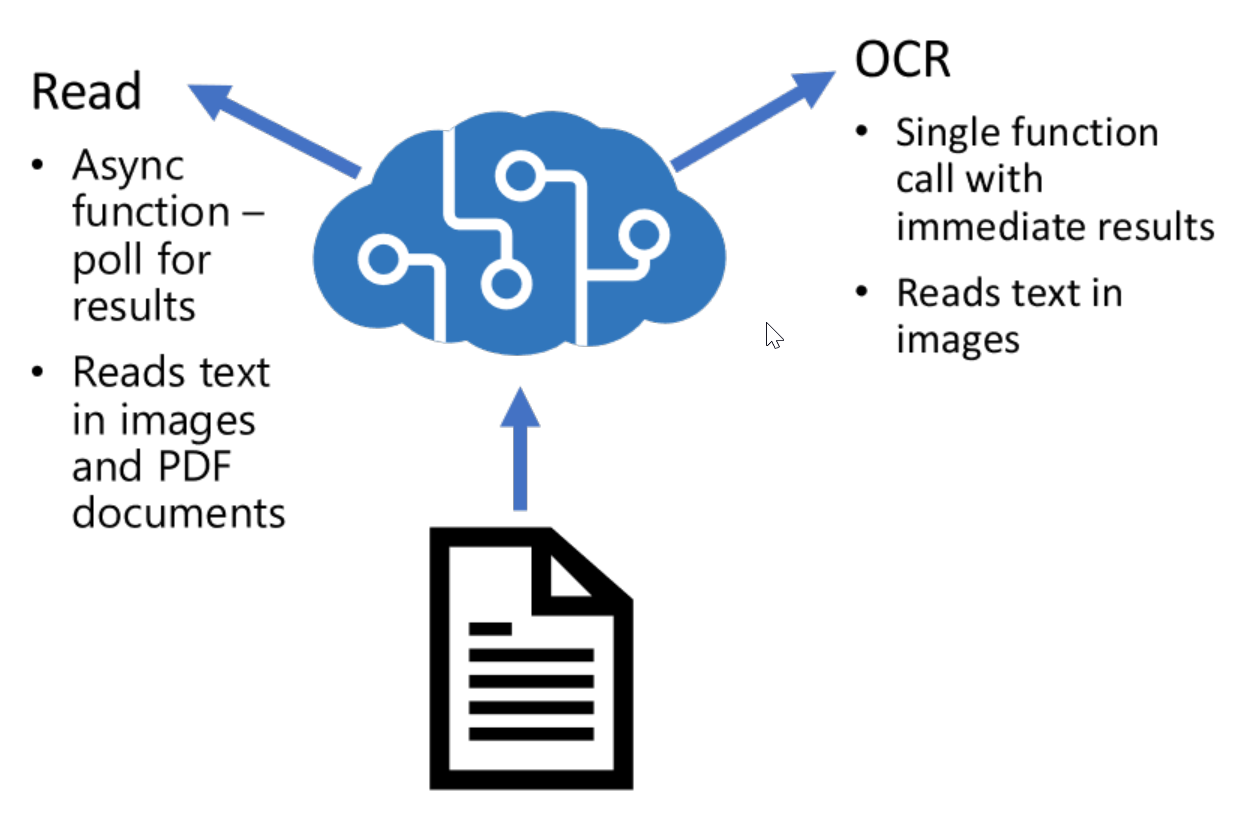 Read
• Async
function –
poll for
results
• Reads text
in images
and PDF
documents
OCR
• Single function
call with
immediate results
• Reads text in
images